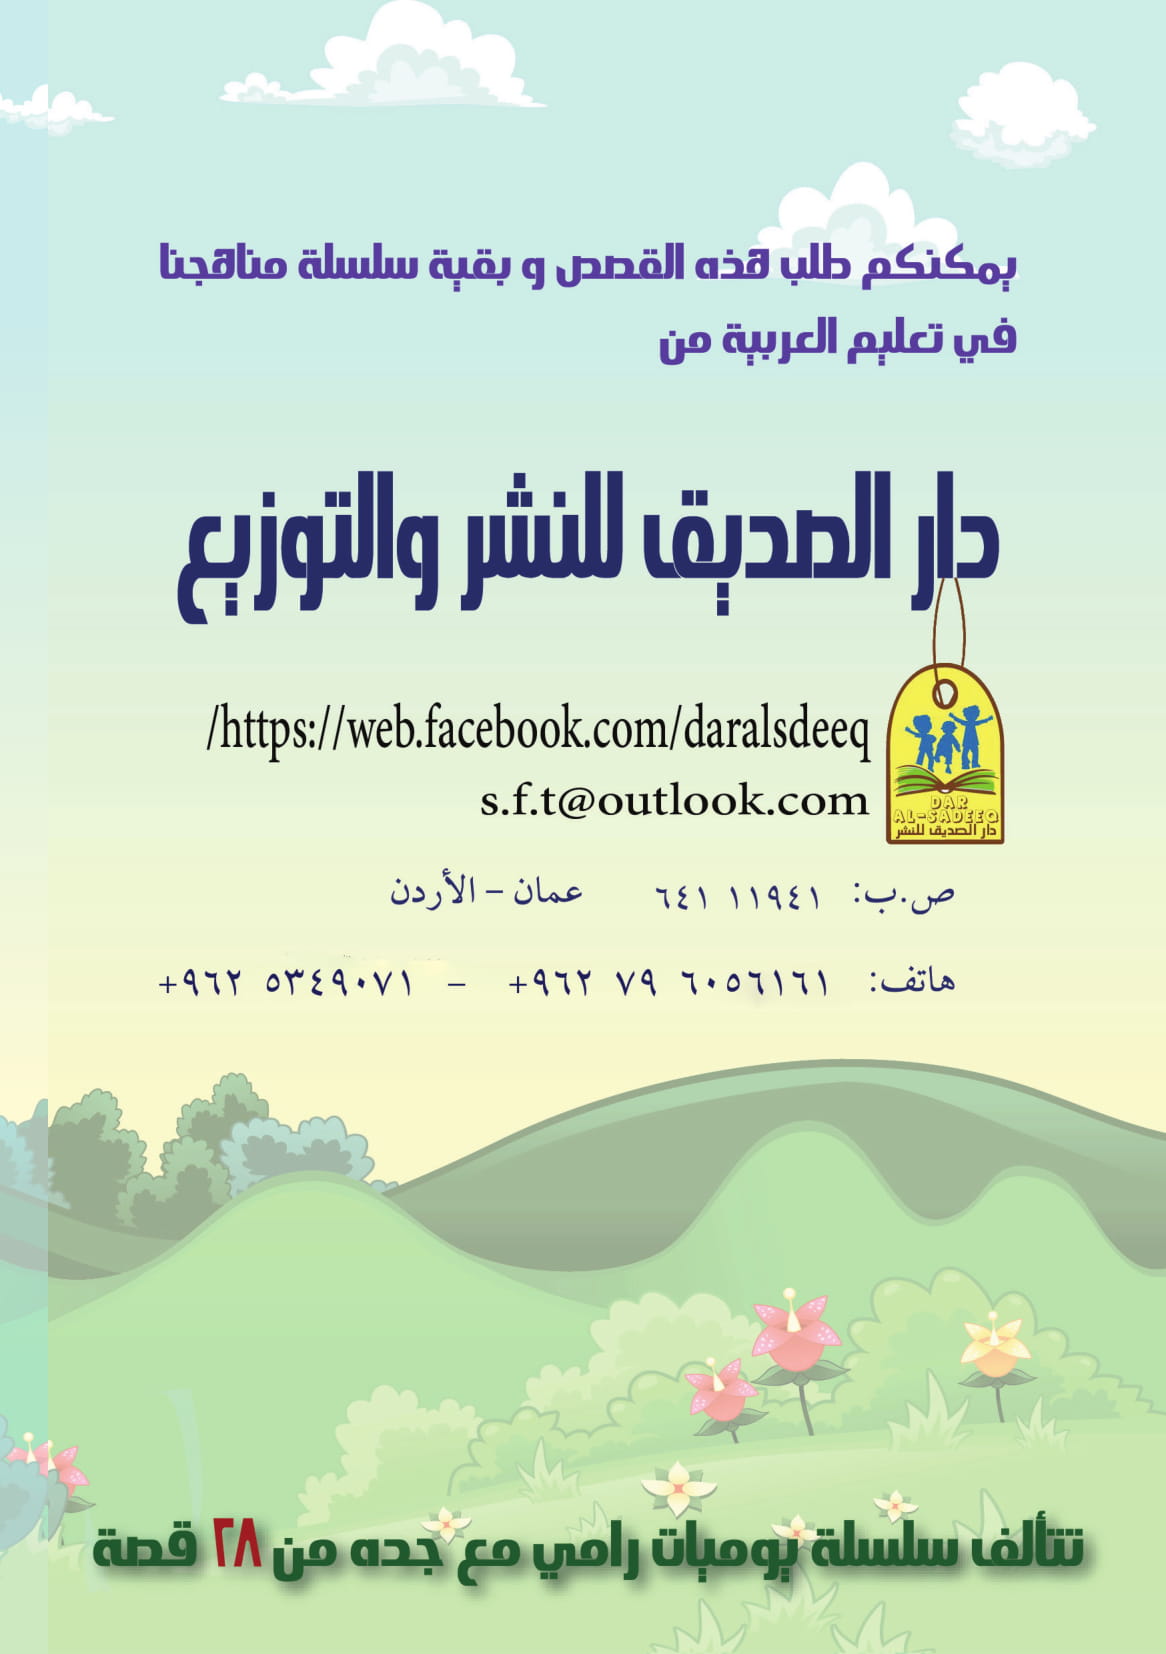 يمكنكم طلب هذه القصص و بقية سلسلة مناهجنا
في تعليم العربية من
دار الصديق للنشر والتوزيع
https://web.facebook.com/daralsdeeq/
s.f.t@outlook.com
DAR
AL-SADEEQ
دار الصديق للنشر
ص.ب: ١١٩٤١ ٦٤١ عمان – الأردن
هاتف: +٩٦٢ ٧٩ ٦٠٥٦١٦١ – +٩٦٢ ٥٣٤٩٠٧١
تتألف سلسلة يوميات رامي مع جده من ٢٨ قصة